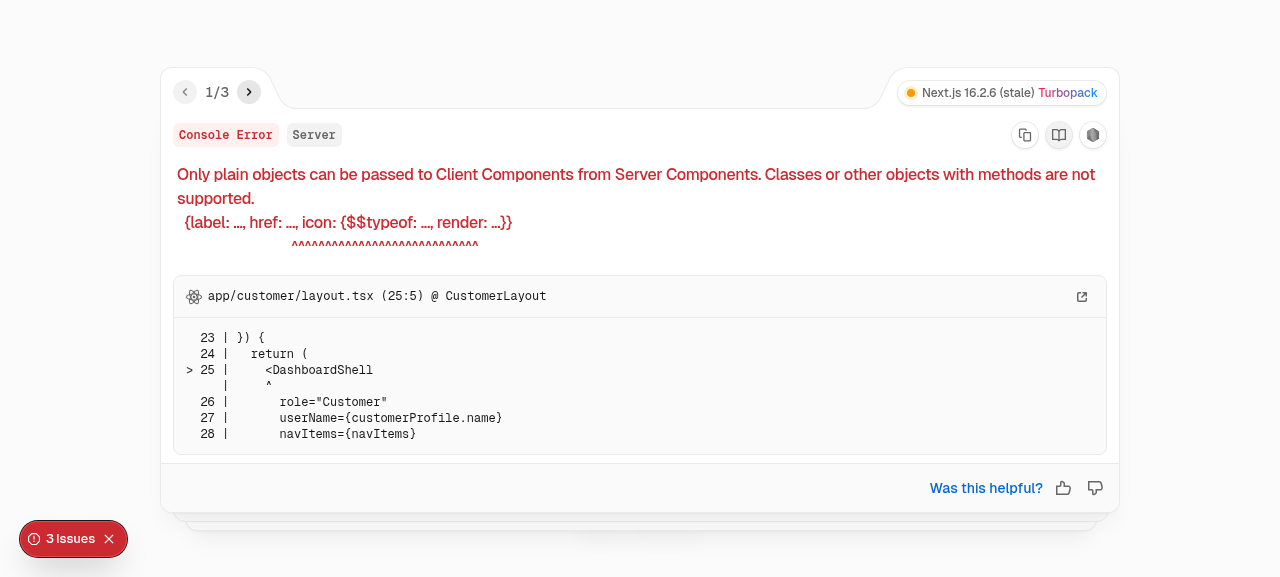 1/3
Next.js 16.2.6 (stale) Turbopack
Console Error Server
Only plain objects can be passed to Client Components from Server Components. Classes or other objects with methods are not
supported.
{label: ..., href: ..., icon: {$$typeof: ..., render: ...}}
^^^^^^^^^^^^^^^^^^^^^^^^^^^^
app/customer/layout.tsx (25:5) @ CustomerLayout
23 | }) {
24 |   return (
> 25 |     <DashboardShell
|     ^
26 |       role="Customer"
27 |       userName={customerProfile.name}
28 |       navItems={navItems}
Was this helpful?
3 Issues